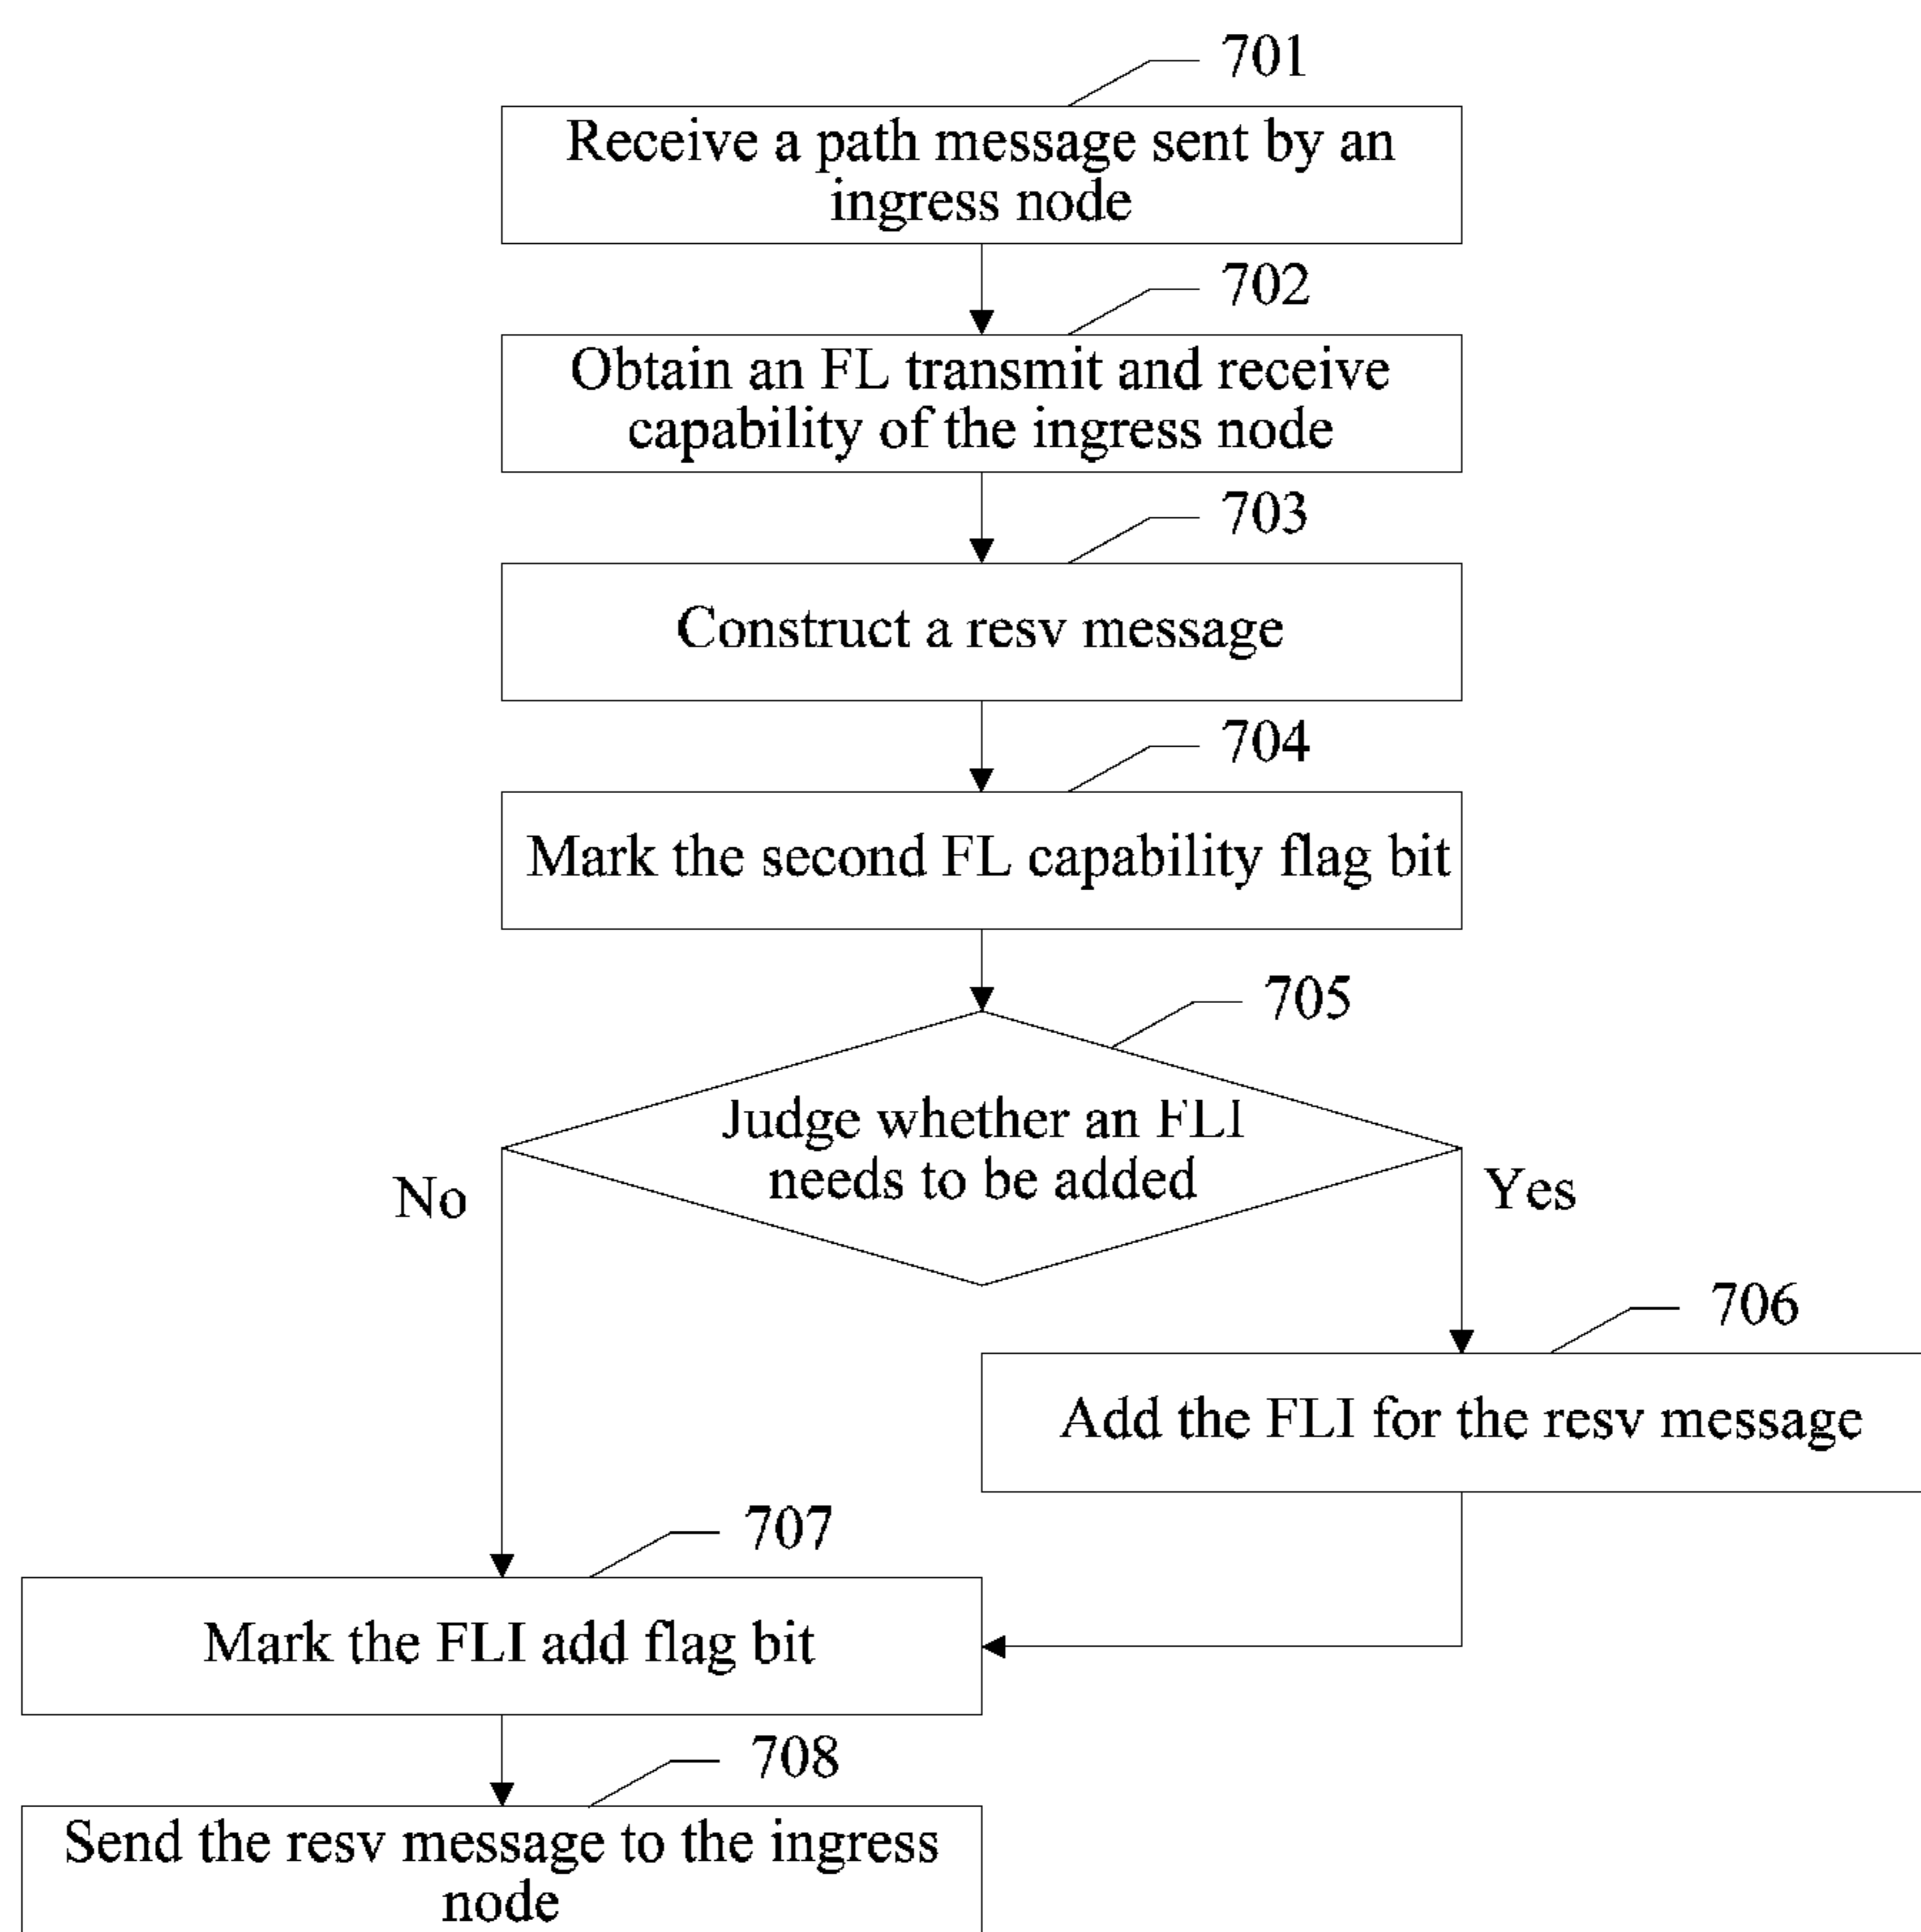 701
Receive a path message sent by an
ingress node
702
Obtain an FL transmit and receive
capability of the ingress node
703
Construct a resv message
704
Mark the second FL capability flag bit
705
Judge whether an FLI
needs to be added
No
Yes
706
Add the FLI for the resv message
707
Mark the FLI add flag bit
708
Send the resv message to the ingress
node